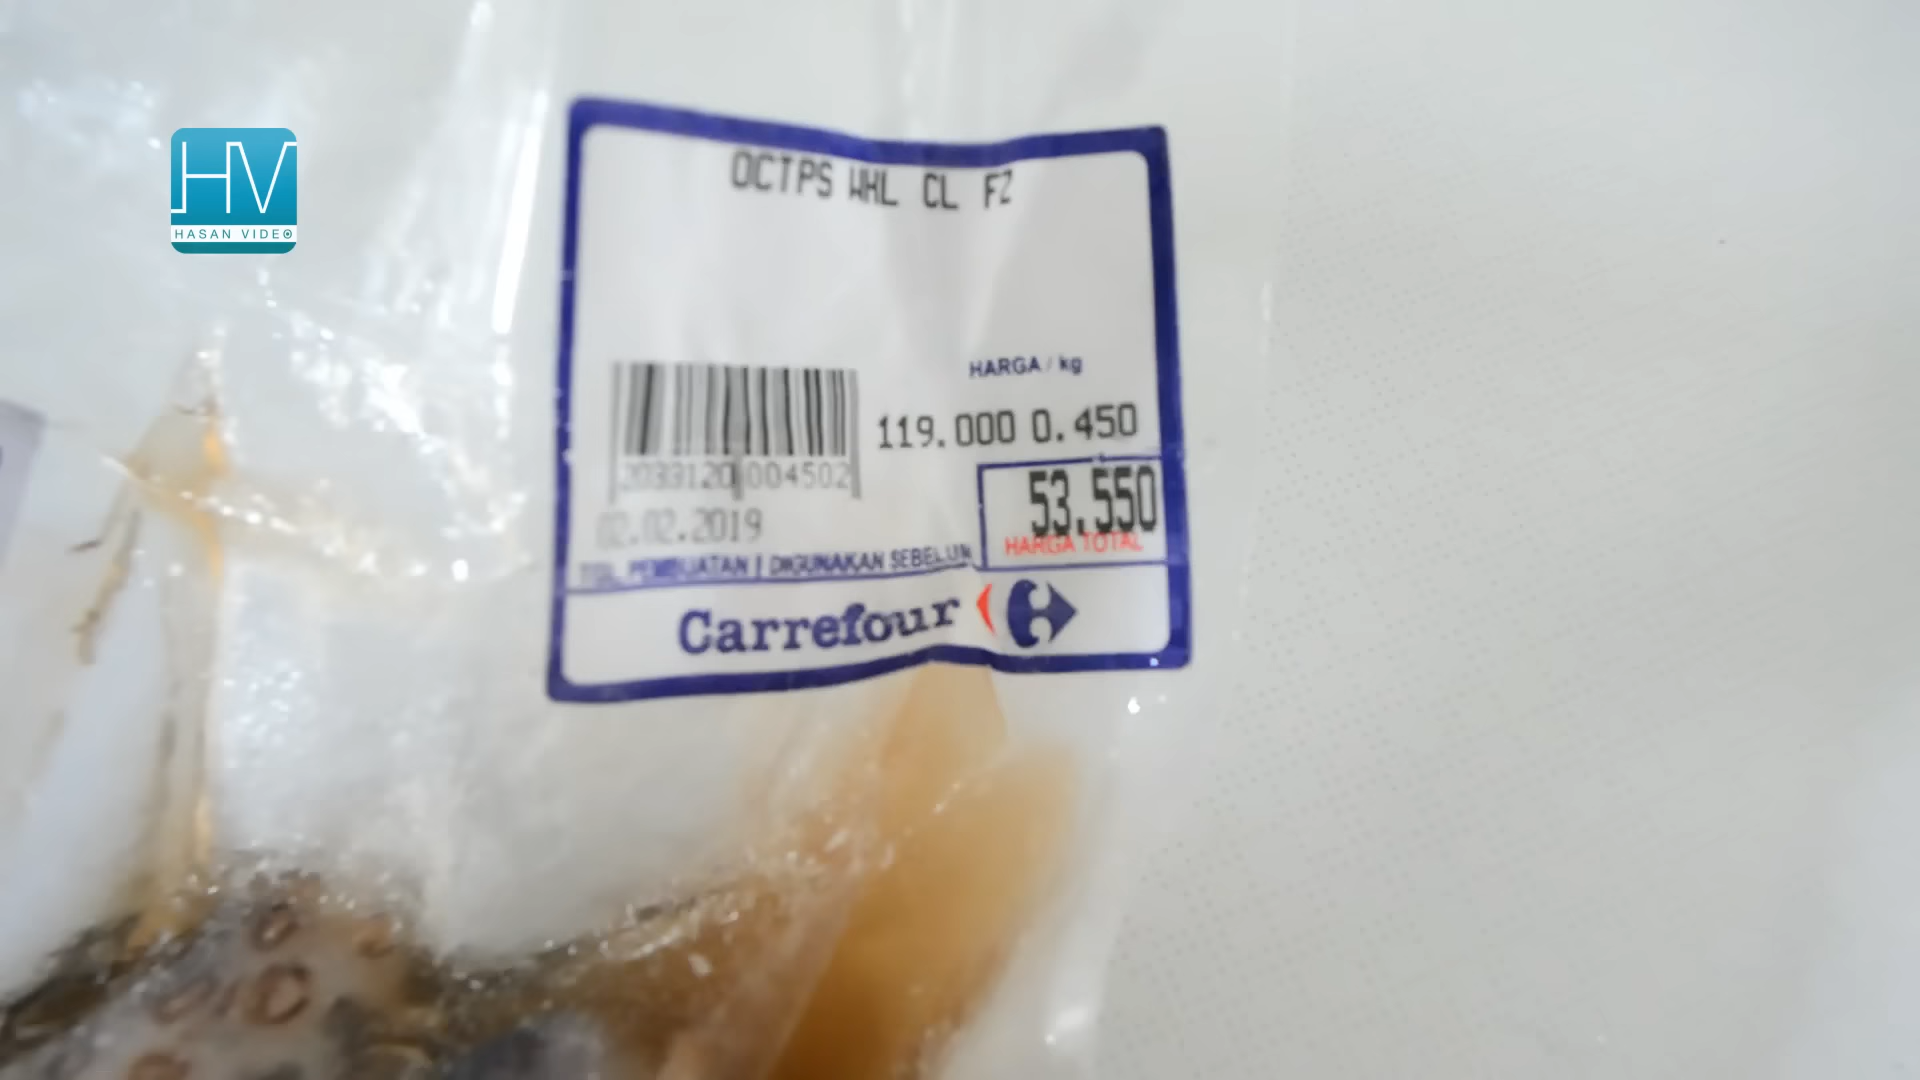 HV
HASAN VIDEO
OCTPS WHL CL FZ
HARGA / kg
119.000 0.450
2033120 004502
53.550
02.02.2019
HARGA TOTAL
TGL. PEMBUATAN | DIGUNAKAN SEBELUM
Carrefour